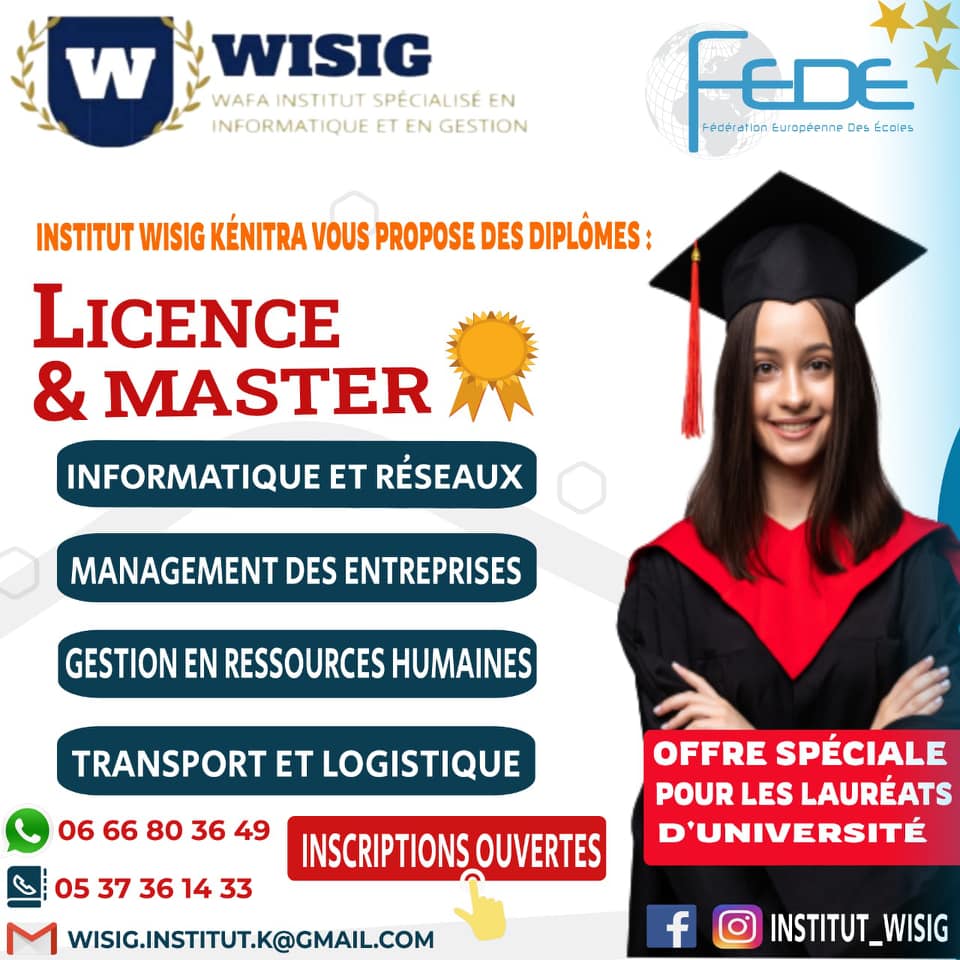 W WISIG
WAFA INSTITUT SPÉCIALISÉ EN
INFORMATIQUE ET EN GESTION
FEDE
Fédération Européenne Des Écoles
INSTITUT WISIG KÉNITRA VOUS PROPOSE DES DIPLÔMES :
LICENCE
& MASTER
INFORMATIQUE ET RÉSEAUX
MANAGEMENT DES ENTREPRISES
GESTION EN RESSOURCES HUMAINES
TRANSPORT ET LOGISTIQUE
OFFRE SPÉCIALE
POUR LES LAURÉATS
D'UNIVERSITÉ
06 66 80 36 49
INSCRIPTIONS OUVERTES
05 37 36 14 33
WISIG.INSTITUT.K@GMAIL.COM
INSTITUT_WISIG